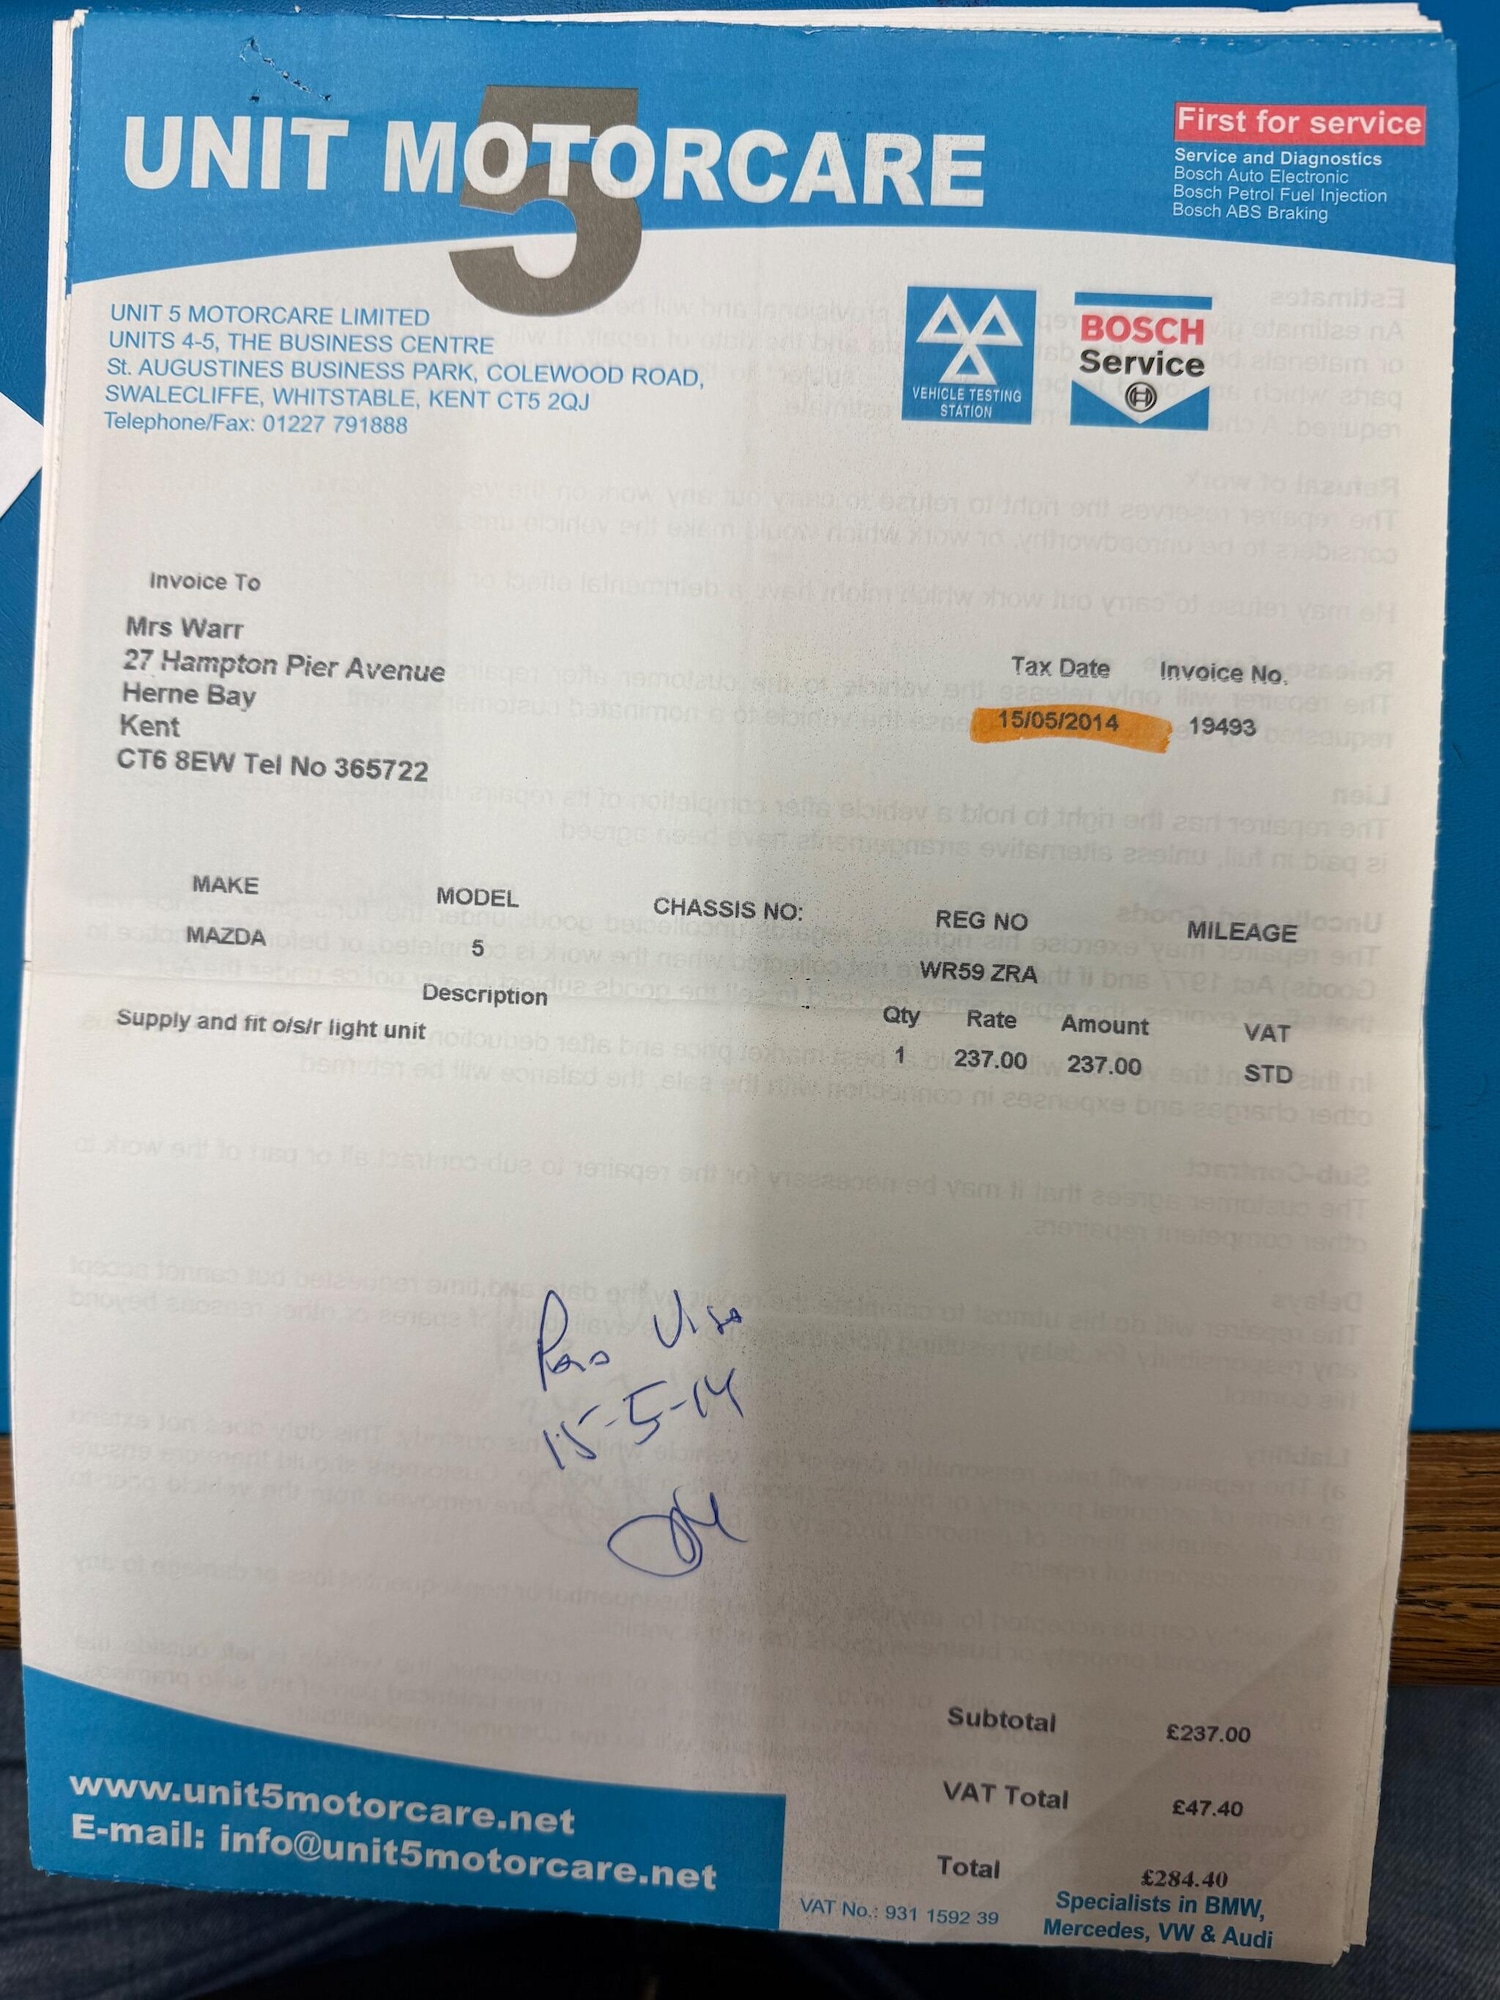 UNIT 5 MOTORCARE
First for service
Service and Diagnostics
Bosch Auto Electronic
Bosch Petrol Fuel Injection
Bosch ABS Braking
UNIT 5 MOTORCARE LIMITED
UNITS 4-5, THE BUSINESS CENTRE
St. AUGUSTINES BUSINESS PARK, COLEWOOD ROAD,
SWALECLIFFE, WHITSTABLE, KENT CT5 2QJ
Telephone/Fax: 01227 791888
VEHICLE TESTING
STATION
BOSCH
Service
Invoice To
Mrs Warr
27 Hampton Pier Avenue
Herne Bay
Kent
CT6 8EW Tel No 365722
Tax Date Invoice No.
15/05/2014 19493
MAKE MODEL CHASSIS NO: REG NO MILEAGE
MAZDA 5 WR59 ZRA
Description Qty Rate Amount VAT
Supply and fit o/s/r light unit 1 237.00 237.00 STD
Visa
15-5-14
Subtotal £237.00
VAT Total £47.40
Total £284.40
www.unit5motorcare.net
E-mail: info@unit5motorcare.net
VAT No.: 931 1592 39
Specialists in BMW,
Mercedes, VW & Audi